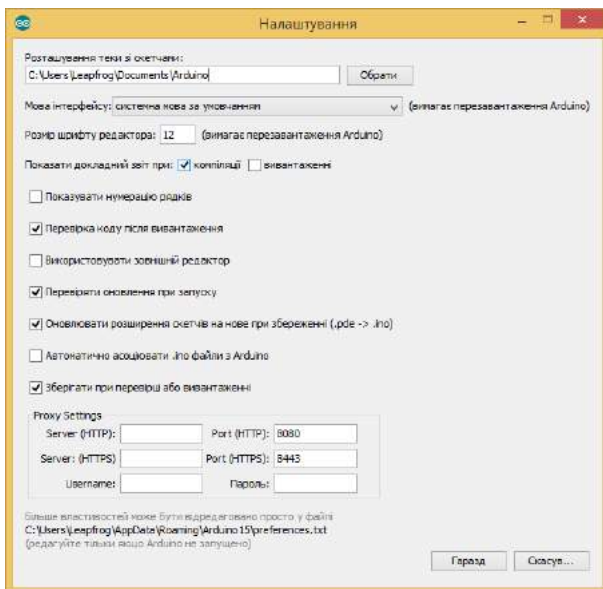 Налаштування
Розташування теки зі скетчами:
C:\Users\Leapfrog\Documents\Arduino
Обрати
Мова інтерфейсу: системна мова за умовчанням (вимагає перезавантаження Arduino)
Розмір шрифту редактора: 12 (вимагає перезавантаження Arduino)
Показати докладний звіт при: компіляції вивантаженні
Показувати нумерацію рядків
Перевірка коду після вивантаження
Використовувати зовнішній редактор
Перевіряти оновлення при запуску
Оновлювати розширення скетчів на нове при збереженні (.pde -> .ino)
Автоматично асоціювати .ino файли з Arduino
Зберігати при перевірці або вивантаженні
Proxy Settings
Server (HTTP): Port (HTTP): 8080
Server: (HTTPS) Port (HTTPS): 8443
Username: Пароль:
Більше властивостей може бути відредаговано просто у файлі
C:\Users\Leapfrog\AppData\Roaming\Arduino15\preferences.txt
(редагуйте тільки якщо Arduino не запущено)
Гаразд Скасув...